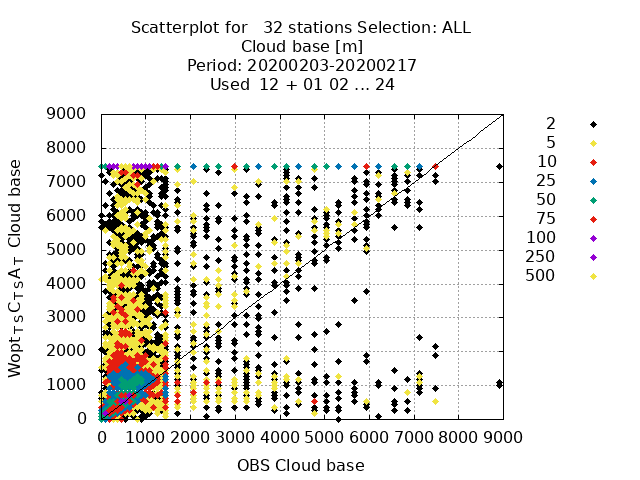 Scatterplot for   32 stations Selection: ALL
Cloud base [m]
Period: 20200203-20200217
Used  12 + 01 02 ... 24
9000
8000
7000
6000
5000
4000
3000
2000
1000
0
Wopt T S C T S A T  Cloud base
0 1000 2000 3000 4000 5000 6000 7000 8000 9000
OBS Cloud base
2
5
10
25
50
75
100
250
500